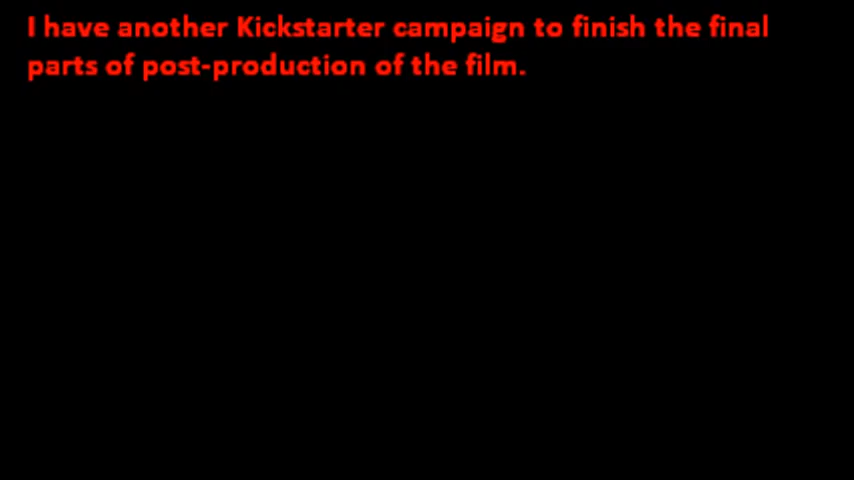 I have another Kickstarter campaign to finish the final
parts of post-production of the film.